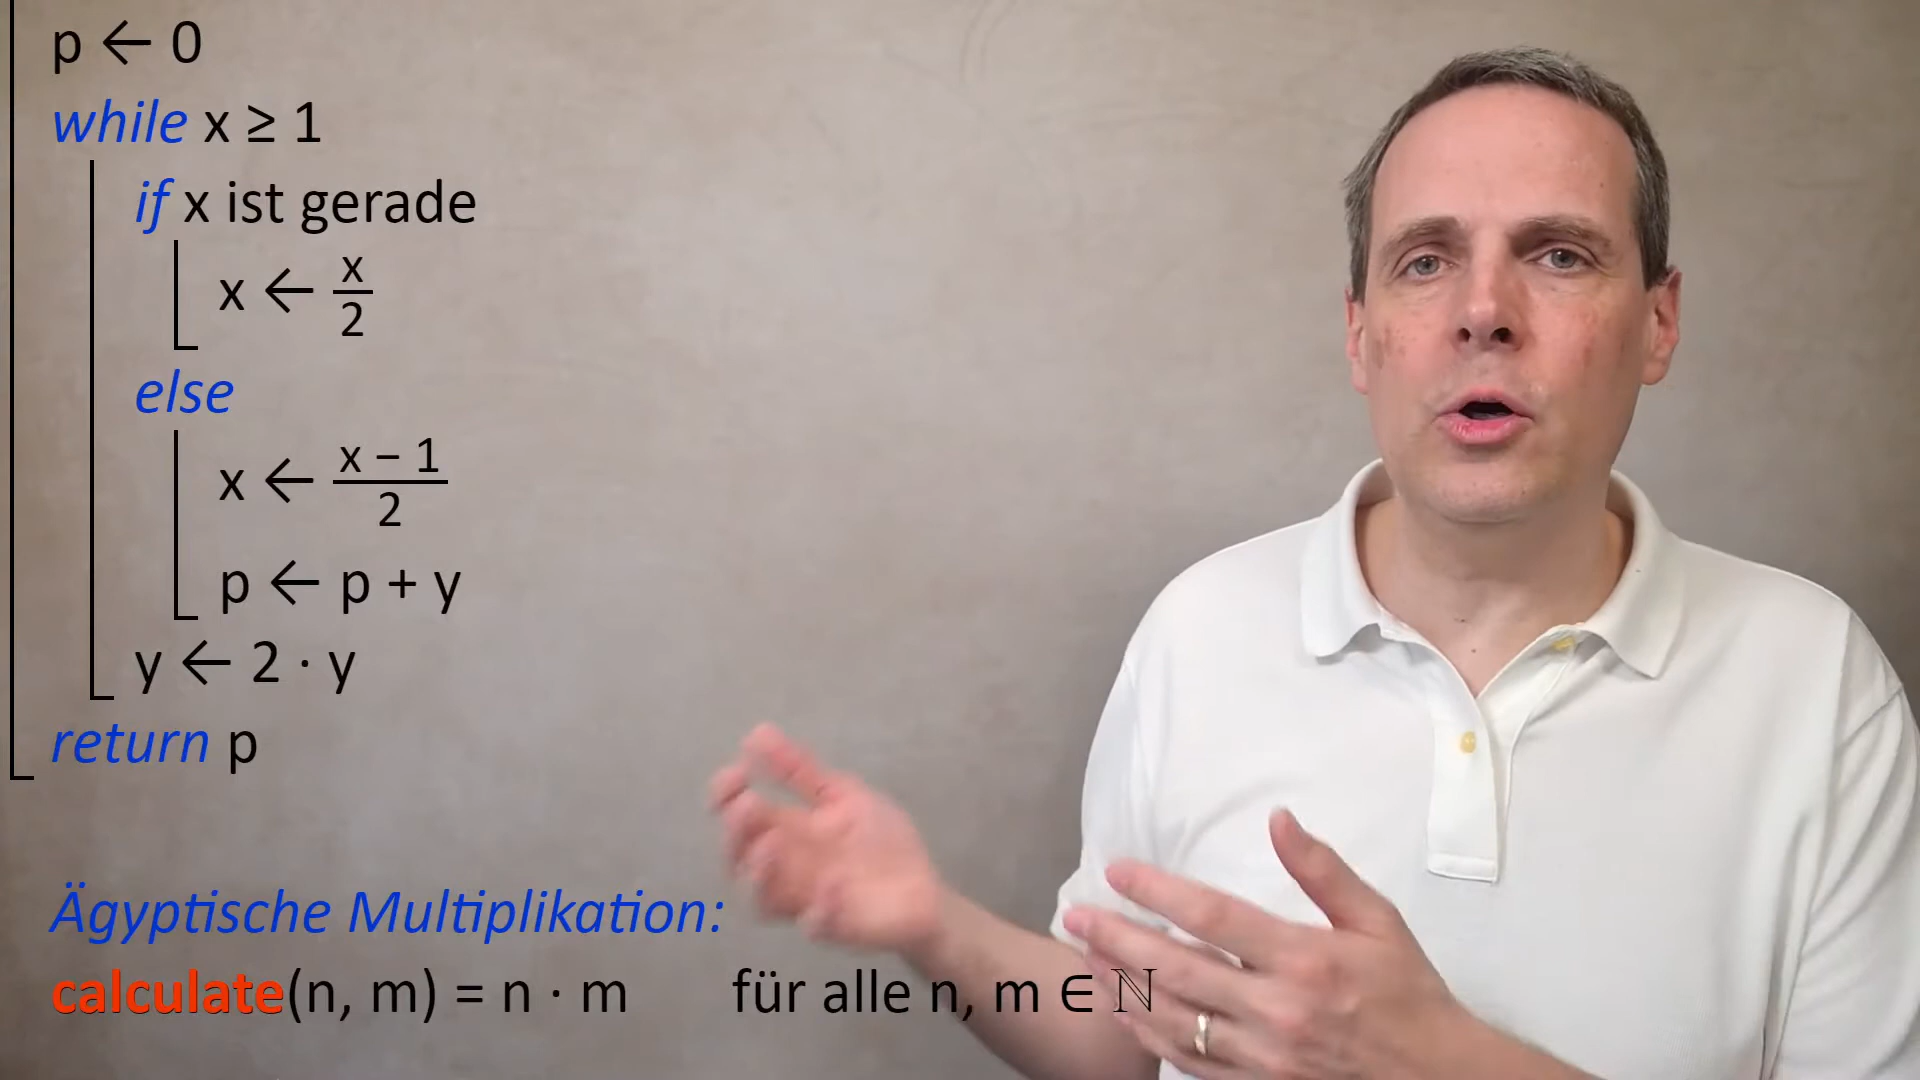 p ← 0
while x ≥ 1
if x ist gerade
x ← x/2
else
x ← (x − 1)/2
p ← p + y
y ← 2 · y
return p
Ägyptische Multiplikation:
calculate(n, m) = n · m für alle n, m ∈ ℕ